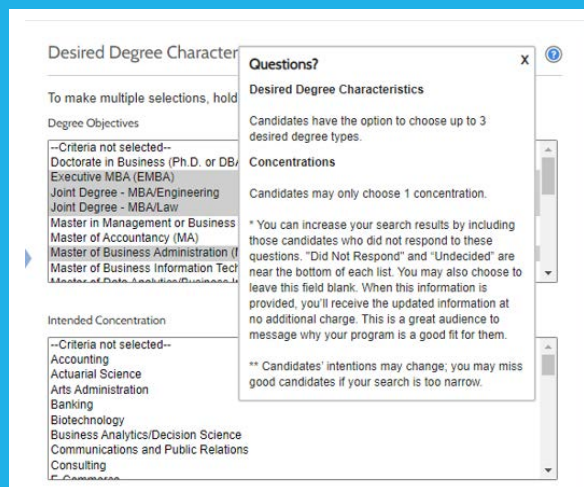 Desired Degree Character
To make multiple selections, hold
Degree Objectives
--Criteria not selected--
Doctorate in Business (Ph.D. or DBA
Executive MBA (EMBA)
Joint Degree - MBA/Engineering
Joint Degree - MBA/Law
Master in Management or Business
Master of Accountancy (MA)
Master of Business Administration (M
Master of Business Information Tech
Master of Data Analytics/Business In
Intended Concentration
--Criteria not selected--
Accounting
Actuarial Science
Arts Administration
Banking
Biotechnology
Business Analytics/Decision Science
Communications and Public Relations
Consulting
E-Commerce
Questions? X
Desired Degree Characteristics
Candidates have the option to choose up to 3
desired degree types.
Concentrations
Candidates may only choose 1 concentration.
* You can increase your search results by including
those candidates who did not respond to these
questions. "Did Not Respond" and “Undecided” are
near the bottom of each list. You may also choose to
leave this field blank. When this information is
provided, you’ll receive the updated information at
no additional charge. This is a great audience to
message why your program is a good fit for them.
** Candidates’ intentions may change; you may miss
good candidates if your search is too narrow.
?